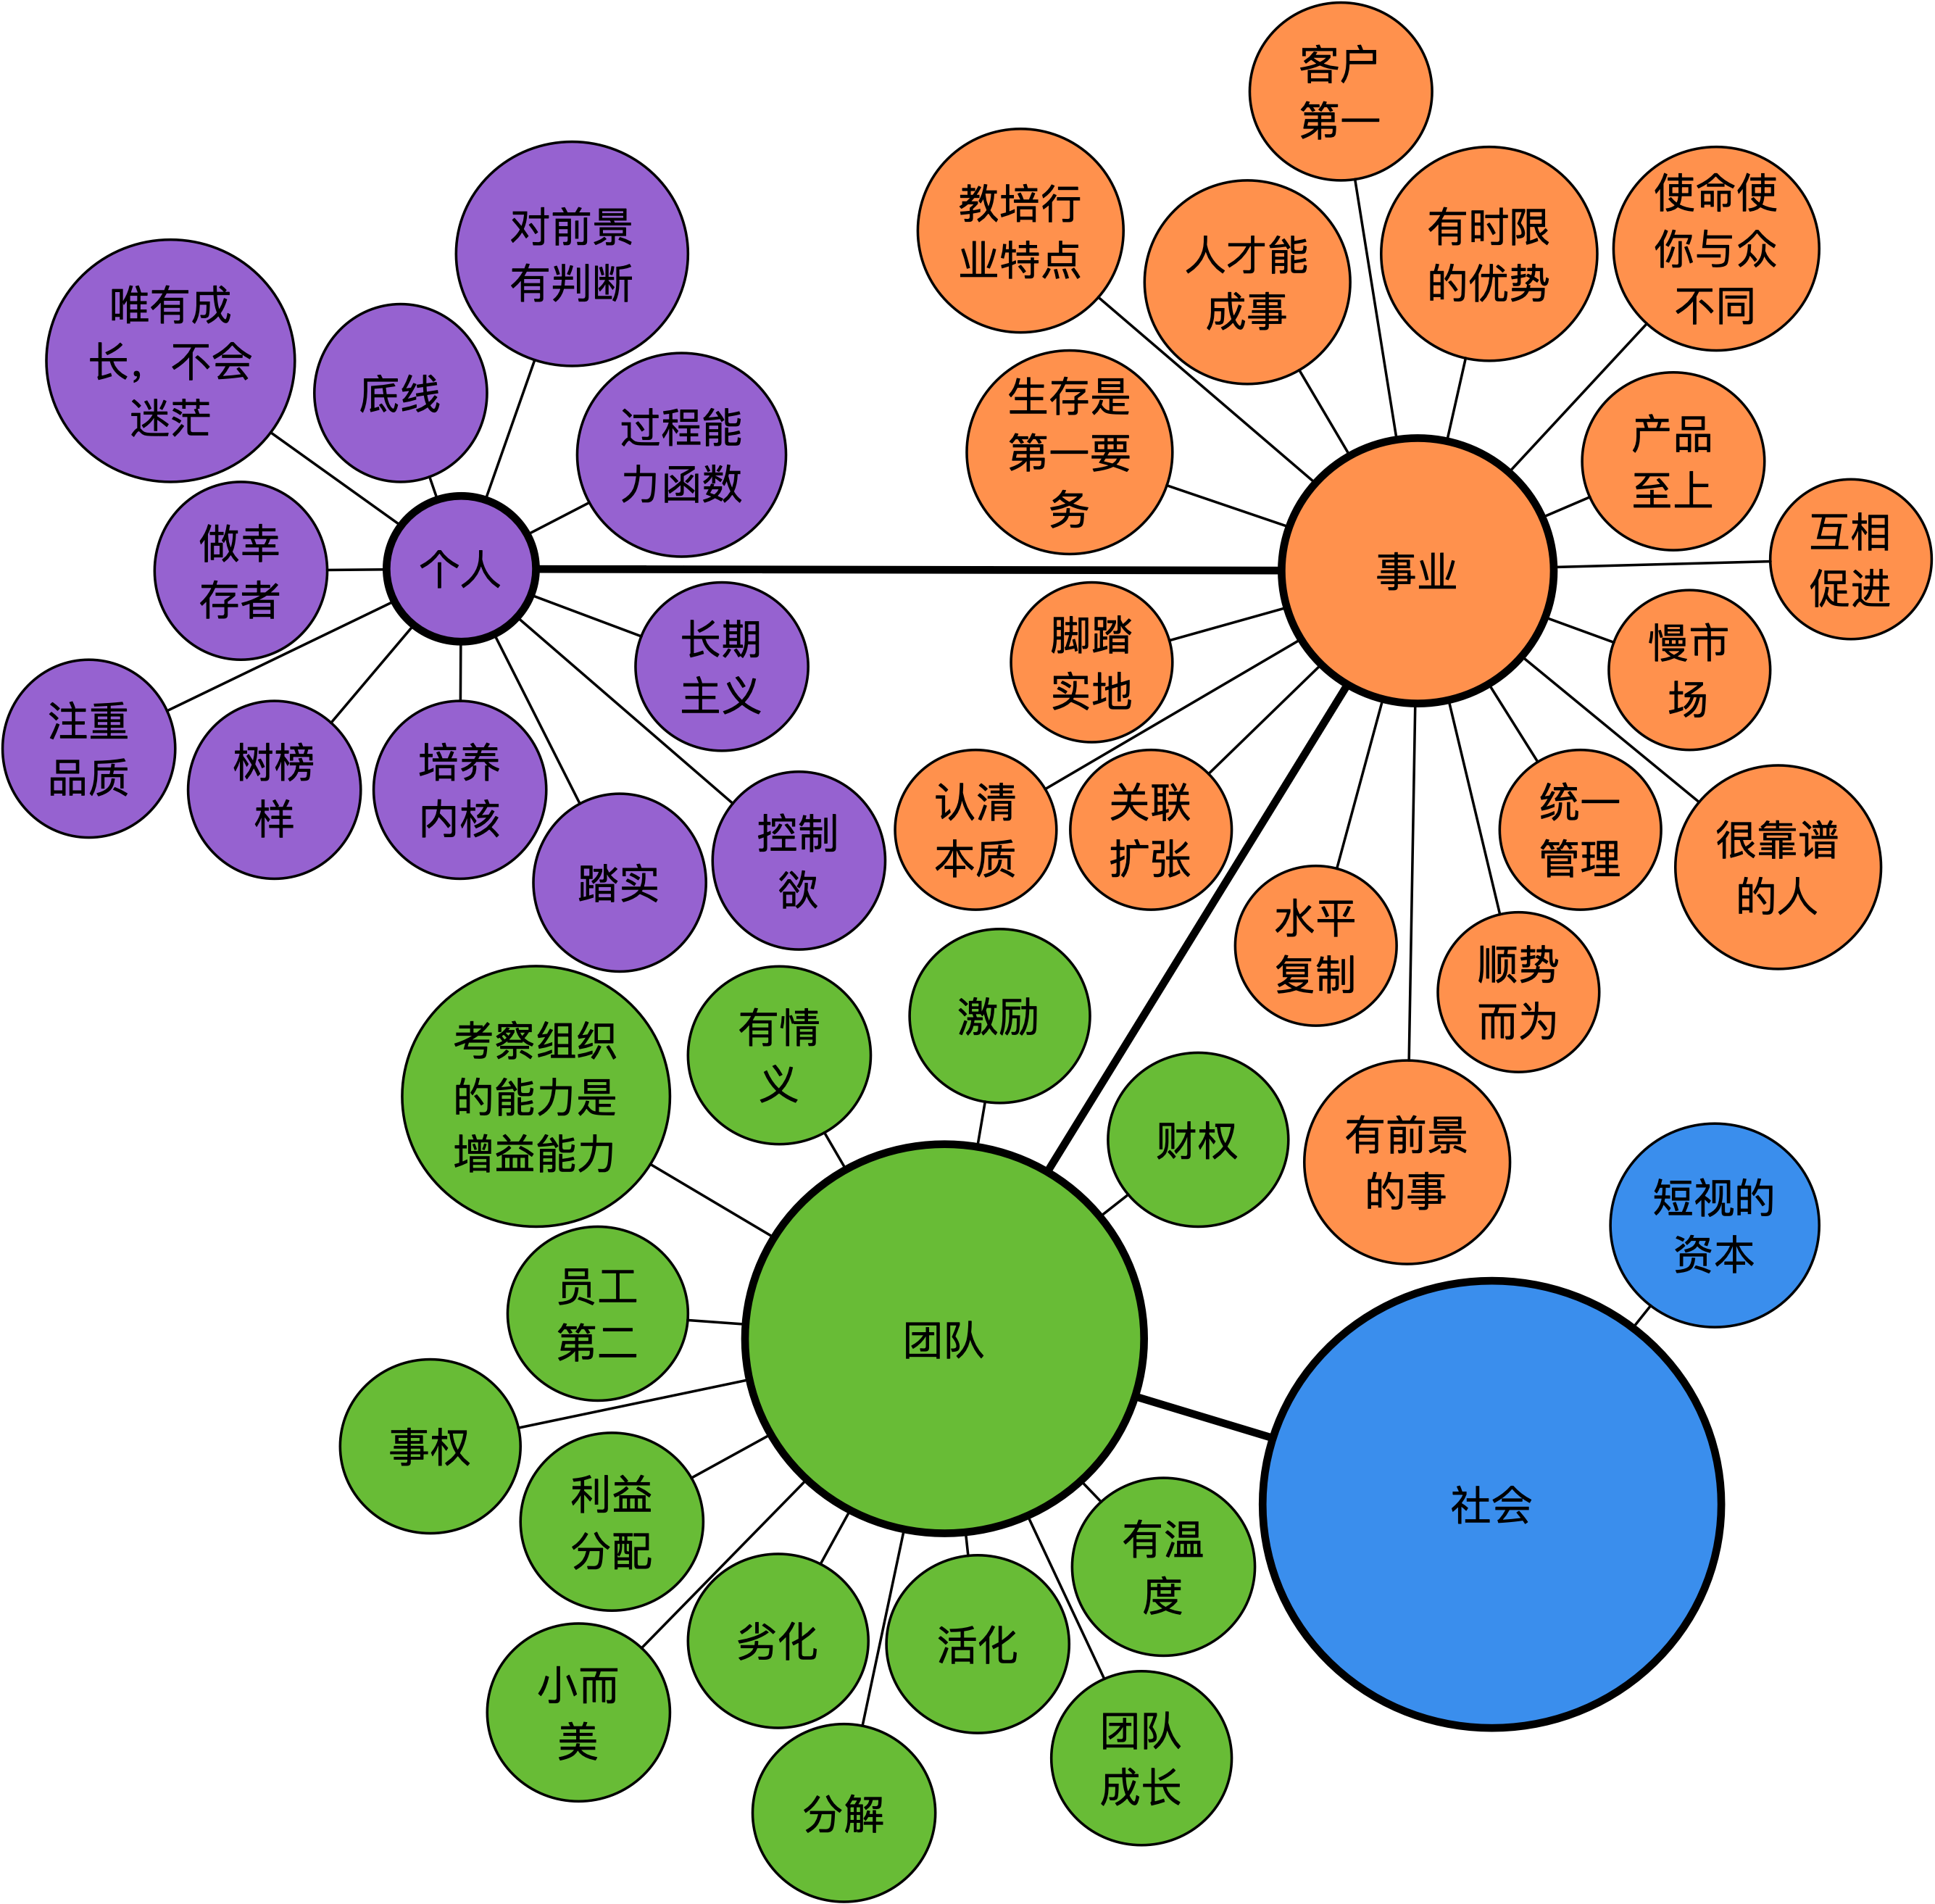 客户
第一
教培行
业特点
人才能
成事
有时限
的优势
使命使
你与众
不同
对前景
有判断
唯有成
长，不会
迷茫
底线
过程能
力函数
生存是
第一要
务
产品
至上
做幸
存者
个人
事业
互相
促进
长期
主义
脚踏
实地
慢市
场
注重
品质
树榜
样
培养
内核
踏实
控制
欲
认清
本质
关联
扩张
水平
复制
统一
管理
很靠谱
的人
顺势
而为
考察组织
的能力是
增益能力
有情
义
激励
财权
有前景
的事
短视的
资本
员工
第二
团队
事权
利益
分配
社会
有温
度
小而
美
劣化
活化
团队
成长
分解